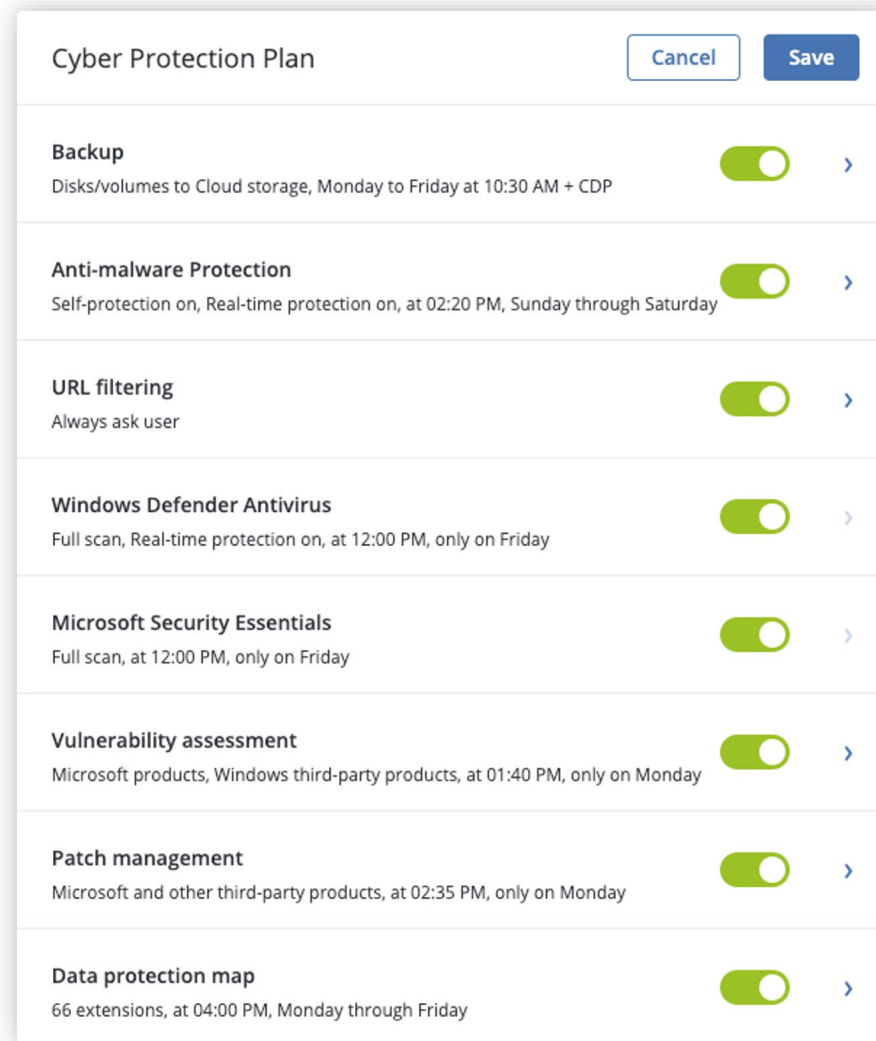 Cyber Protection Plan
Cancel
Save
Backup
Disks/volumes to Cloud storage, Monday to Friday at 10:30 AM + CDP
Anti-malware Protection
Self-protection on, Real-time protection on, at 02:20 PM, Sunday through Saturday
URL filtering
Always ask user
Windows Defender Antivirus
Full scan, Real-time protection on, at 12:00 PM, only on Friday
Microsoft Security Essentials
Full scan, at 12:00 PM, only on Friday
Vulnerability assessment
Microsoft products, Windows third-party products, at 01:40 PM, only on Monday
Patch management
Microsoft and other third-party products, at 02:35 PM, only on Monday
Data protection map
66 extensions, at 04:00 PM, Monday through Friday